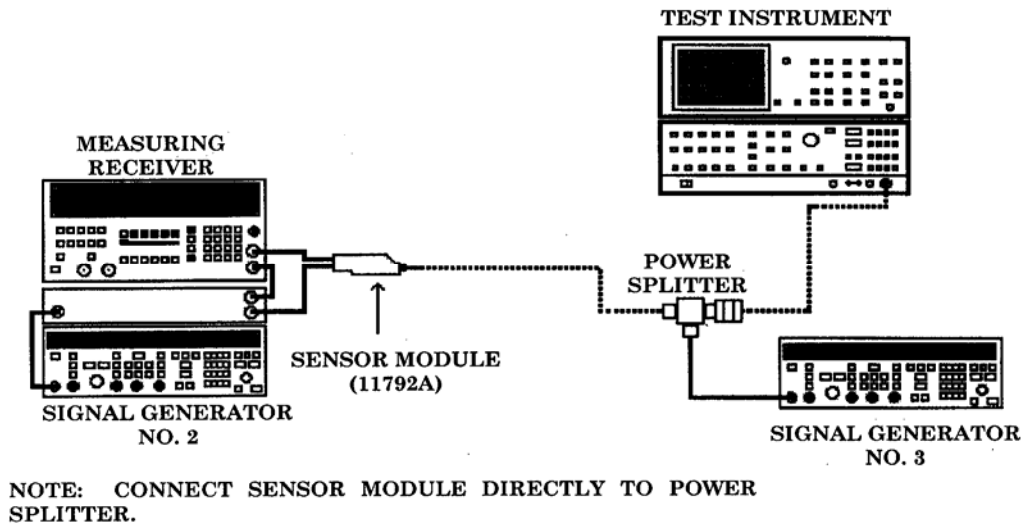 TEST INSTRUMENT
MEASURING
RECEIVER
POWER
SPLITTER
SENSOR MODULE
(11792A)
SIGNAL GENERATOR
NO. 2
SIGNAL GENERATOR
NO. 3
NOTE: CONNECT SENSOR MODULE DIRECTLY TO POWER
SPLITTER.